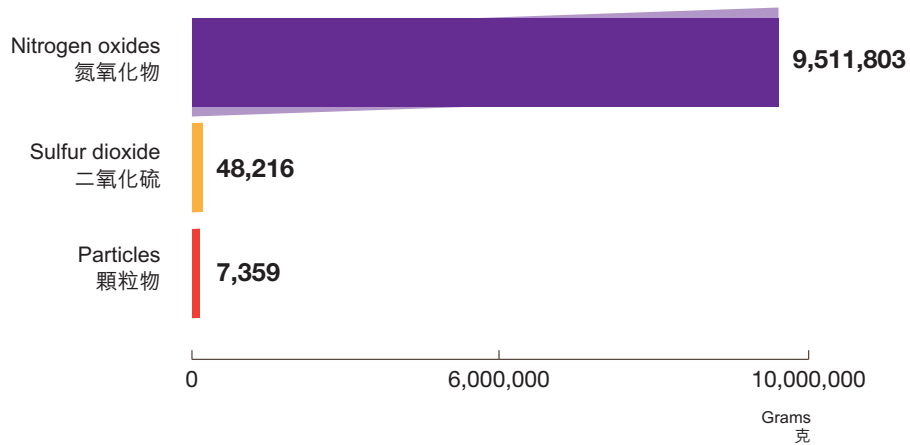 Nitrogen oxides
氮氧化物
9,511,803
Sulfur dioxide
二氧化硫
48,216
Particles
顆粒物
7,359
0
6,000,000
10,000,000
Grams
克